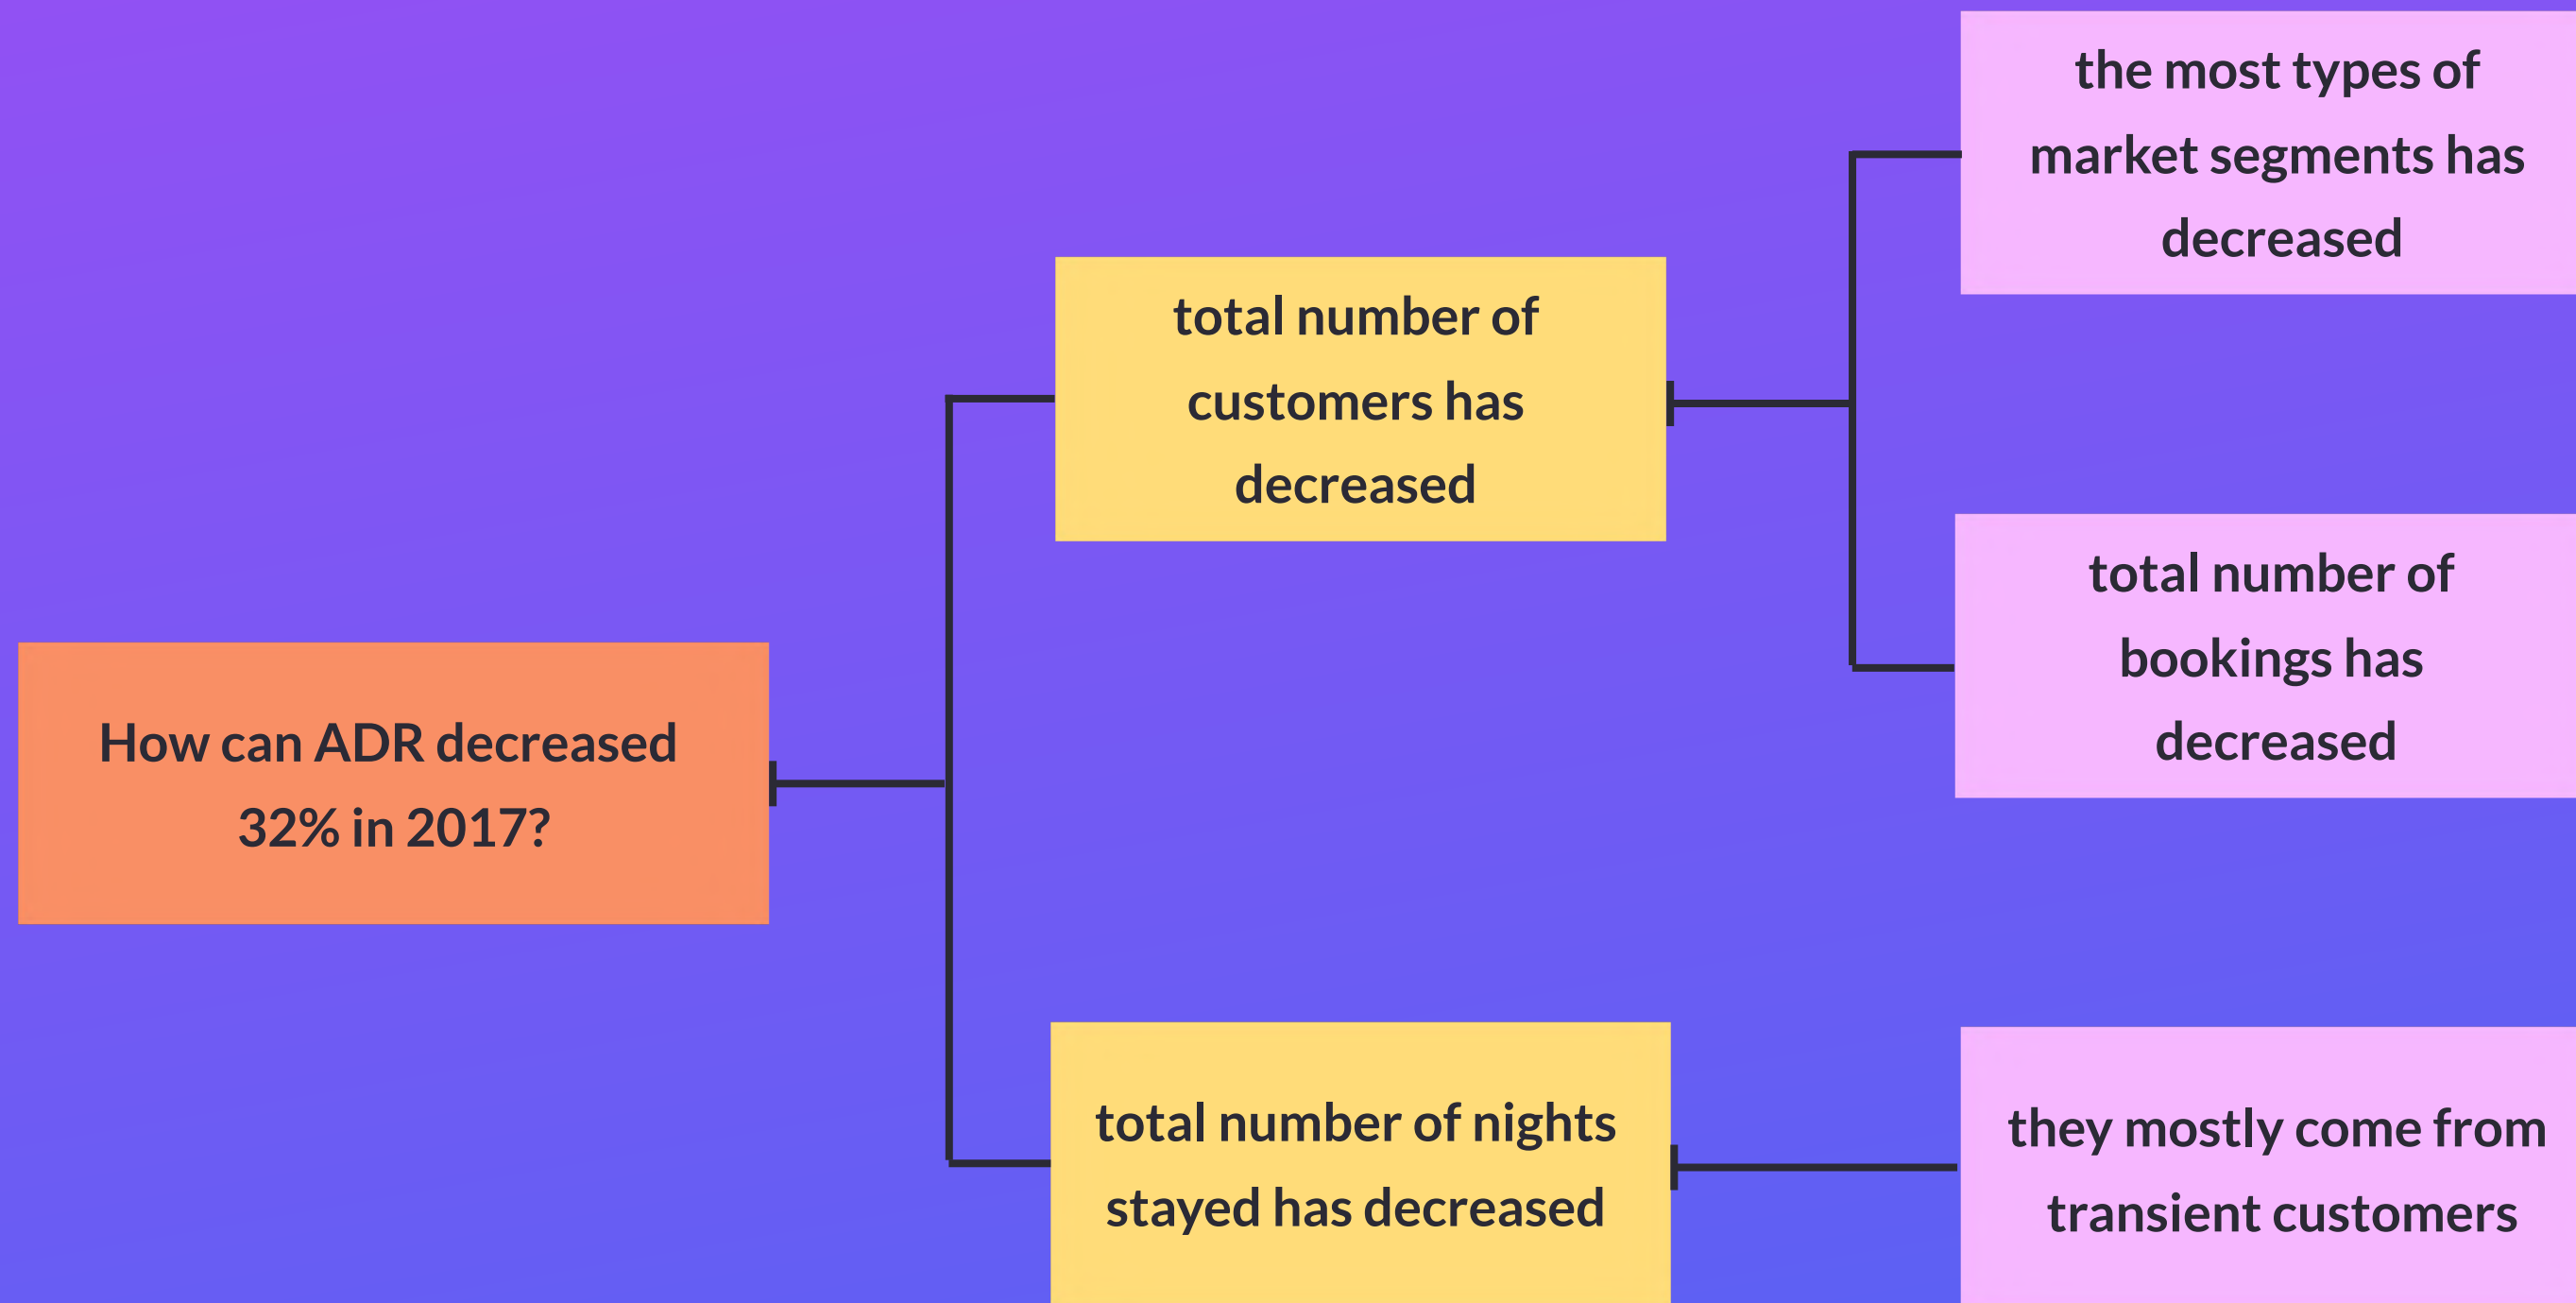 How can ADR decreased
32% in 2017?
total number of
customers has
decreased
the most types of
market segments has
decreased
total number of
bookings has
decreased
total number of nights
stayed has decreased
they mostly come from
transient customers